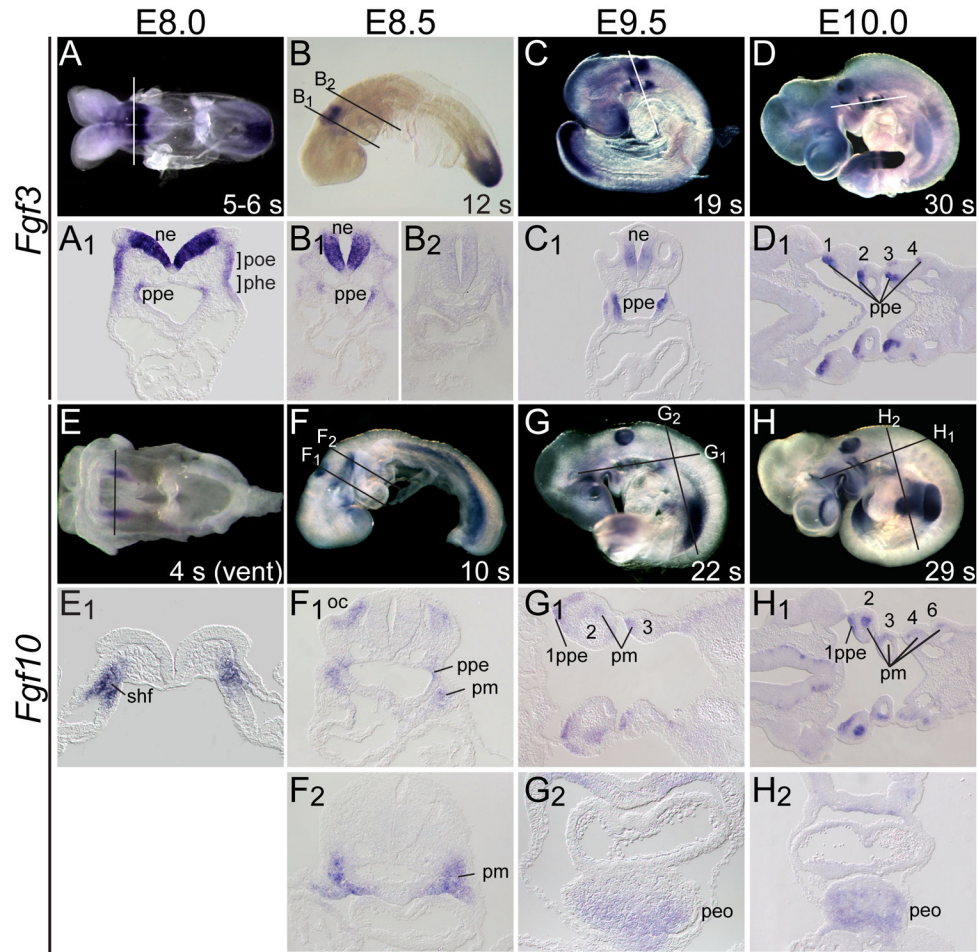 E8.0 E8.5 E9.5 E10.0
Fgf3
A
5-6 s
B
B2
B1
12 s
C
19 s
D
30 s
A1
ne
poe
phe
ppe
B1
ppe
B2
C1
ne
ppe
D1
1 2 3 4
ppe
Fgf10
E
4 s (vent)
F
F2
F1
10 s
G
G2
G1
22 s
H
H2
H1
29 s
E1
shf
F1
oc
ppe
pm
G1
2 3
1ppe pm
H1
2
3 4 6
1ppe
pm
F2
pm
G2
peo
H2
peo